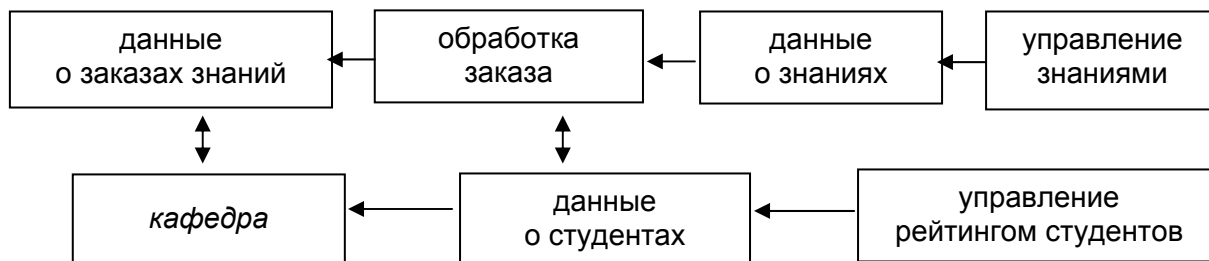 данные
о заказах знаний
обработка
заказа
данные
о знаниях
управление
знаниями
кафедра
данные
о студентах
управление
рейтингом студентов